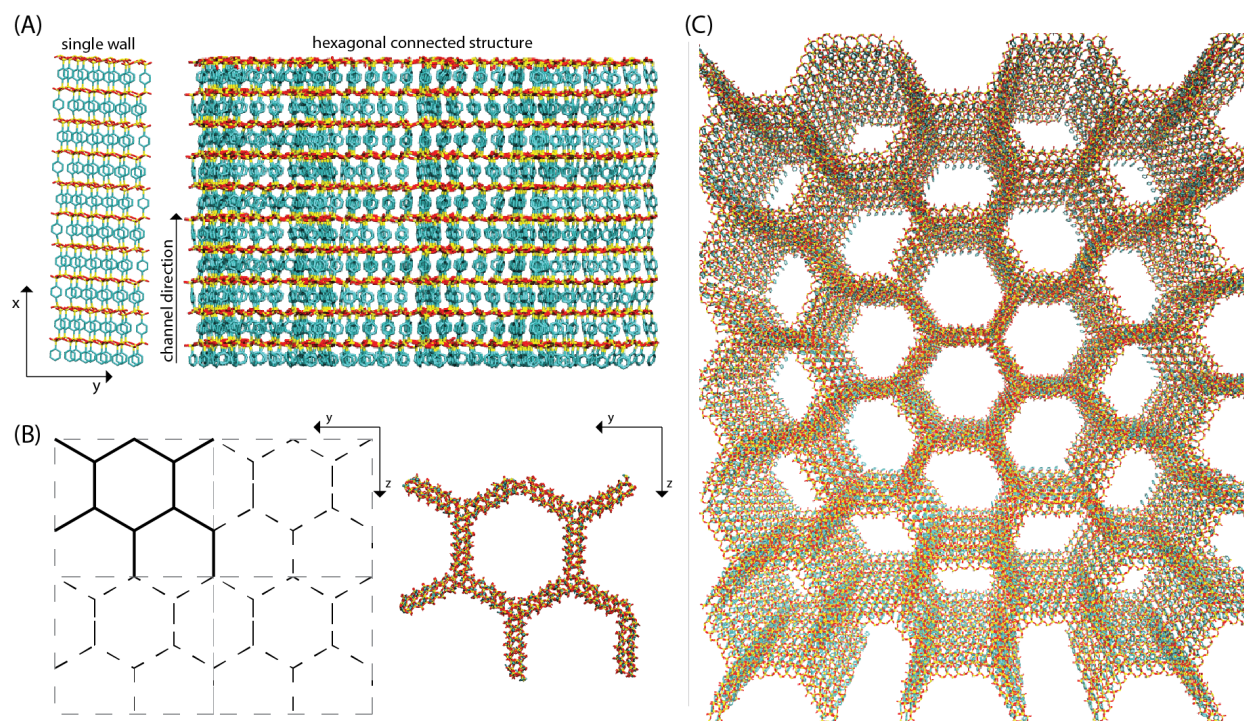 (A)
single wall
hexagonal connected structure
channel direction
x
y
(B)
y
z
y
z
(C)